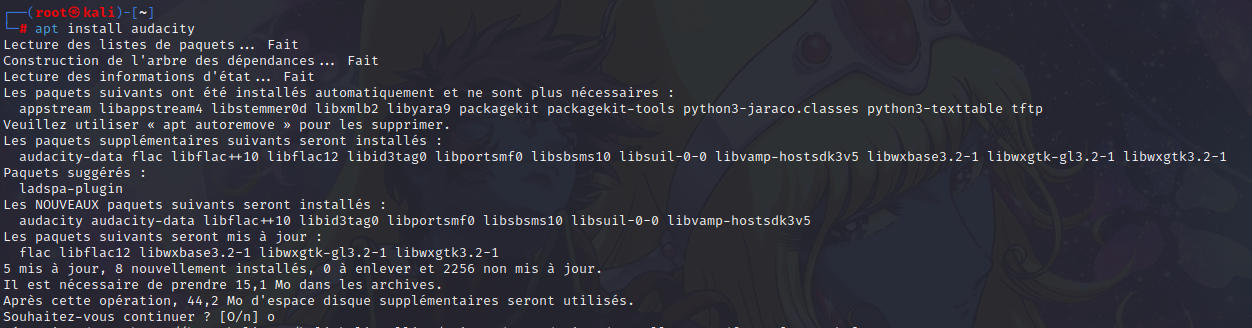 ┌──(root㉿kali)-[~]
└─# apt install audacity
Lecture des listes de paquets... Fait
Construction de l'arbre des dépendances... Fait
Lecture des informations d'état... Fait
Les paquets suivants ont été installés automatiquement et ne sont plus nécessaires :
  appstream libappstream4 libstemmer0d libxmlb2 libyara9 packagekit packagekit-tools python3-jaraco.classes python3-texttable tftp
Veuillez utiliser « apt autoremove » pour les supprimer.
Les paquets supplémentaires suivants seront installés :
  audacity-data flac libflac++10 libflac12 libid3tag0 libportsmf0 libsbsms10 libsuil-0-0 libvamp-hostsdk3v5 libwxbase3.2-1 libwxgtk-gl3.2-1 libwxgtk3.2-1
Paquets suggérés :
  ladspa-plugin
Les NOUVEAUX paquets suivants seront installés :
  audacity audacity-data libflac++10 libid3tag0 libportsmf0 libsbsms10 libsuil-0-0 libvamp-hostsdk3v5
Les paquets suivants seront mis à jour :
  flac libflac12 libwxbase3.2-1 libwxgtk-gl3.2-1 libwxgtk3.2-1
5 mis à jour, 8 nouvellement installés, 0 à enlever et 2256 non mis à jour.
Il est nécessaire de prendre 15,1 Mo dans les archives.
Après cette opération, 44,2 Mo d'espace disque supplémentaires seront utilisés.
Souhaitez-vous continuer ? [O/n] o